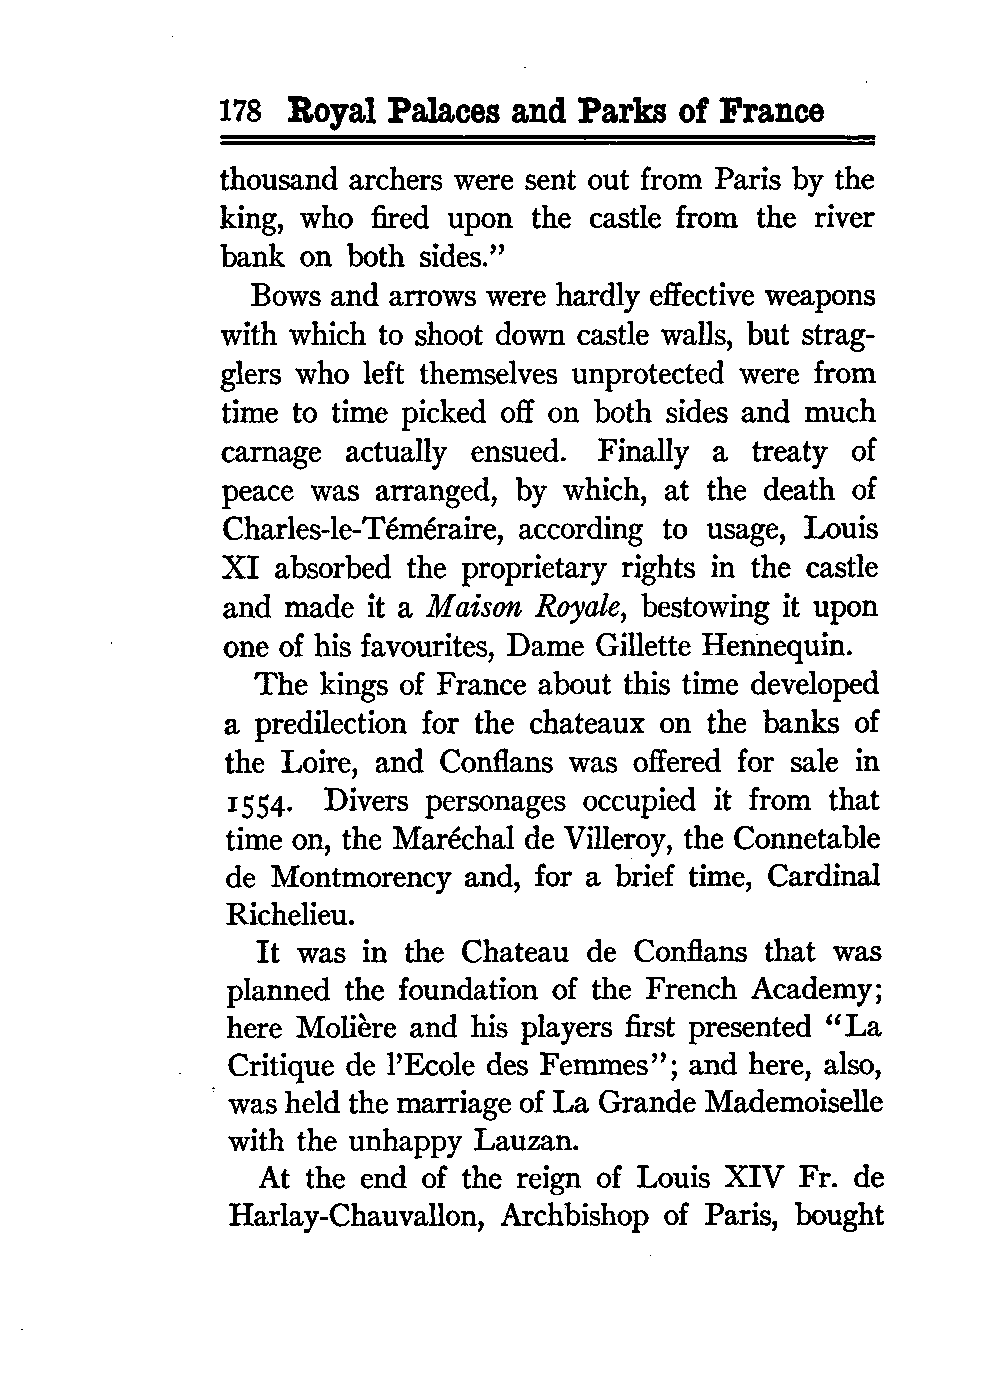 178 Royal Palaces and Parks of France
thousand archers were sent out from Paris by the
king, who fired upon the castle from the river
bank on both sides."
Bows and arrows were hardly effective weapons
with which to shoot down castle walls, but strag-
glers who left themselves unprotected were from
time to time picked off on both sides and much
carnage actually ensued. Finally a treaty of
peace was arranged, by which, at the death of
Charles-le-Téméraire, according to usage, Louis
XI absorbed the proprietary rights in the castle
and made it a Maison Royale, bestowing it upon
one of his favourites, Dame Gillette Hennequin.
The kings of France about this time developed
a predilection for the chateaux on the banks of
the Loire, and Conflans was offered for sale in
1554. Divers personages occupied it from that
time on, the Maréchal de Villeroy, the Connetable
de Montmorency and, for a brief time, Cardinal
Richelieu.
It was in the Chateau de Conflans that was
planned the foundation of the French Academy;
here Molière and his players first presented "La
Critique de l'Ecole des Femmes"; and here, also,
was held the marriage of La Grande Mademoiselle
with the unhappy Lauzan.
At the end of the reign of Louis XIV Fr. de
Harlay-Chauvallon, Archbishop of Paris, bought